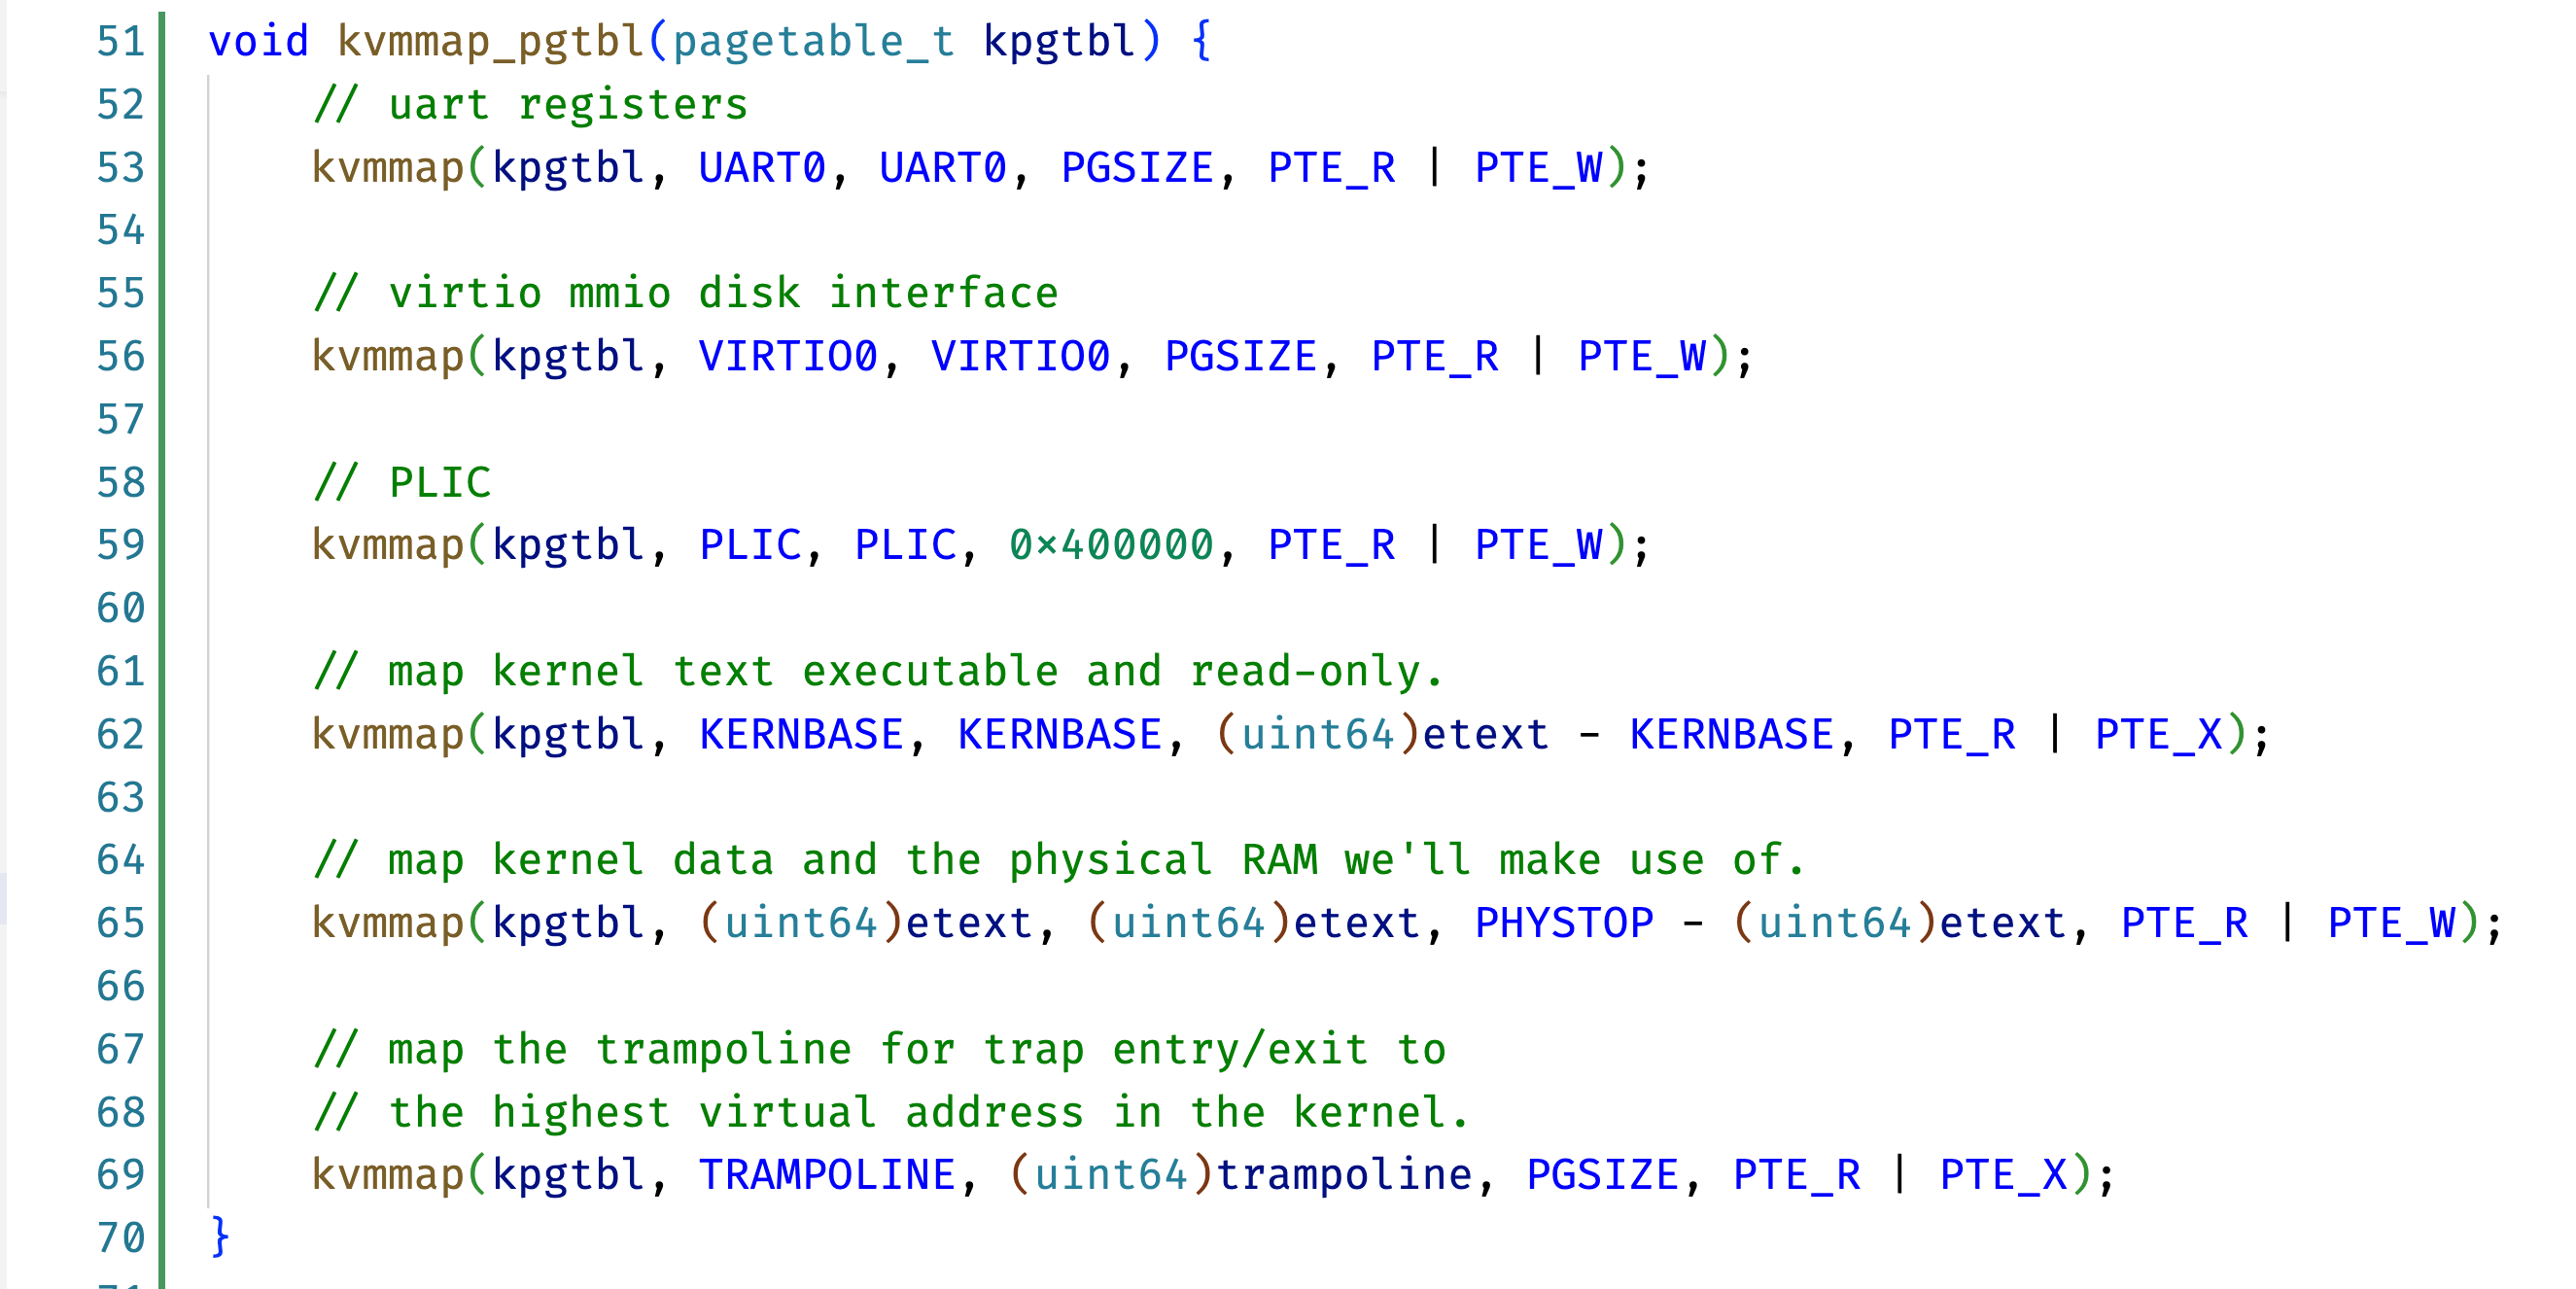 51 void kvmmap_pgtbl(pagetable_t kpgtbl) {
52 // uart registers
53 kvmmap(kpgtbl, UART0, UART0, PGSIZE, PTE_R | PTE_W);
54
55 // virtio mmio disk interface
56 kvmmap(kpgtbl, VIRTIO0, VIRTIO0, PGSIZE, PTE_R | PTE_W);
57
58 // PLIC
59 kvmmap(kpgtbl, PLIC, PLIC, 0x400000, PTE_R | PTE_W);
60
61 // map kernel text executable and read-only.
62 kvmmap(kpgtbl, KERNBASE, KERNBASE, (uint64)etext - KERNBASE, PTE_R | PTE_X);
63
64 // map kernel data and the physical RAM we'll make use of.
65 kvmmap(kpgtbl, (uint64)etext, (uint64)etext, PHYSTOP - (uint64)etext, PTE_R | PTE_W);
66
67 // map the trampoline for trap entry/exit to
68 // the highest virtual address in the kernel.
69 kvmmap(kpgtbl, TRAMPOLINE, (uint64)trampoline, PGSIZE, PTE_R | PTE_X);
70 }